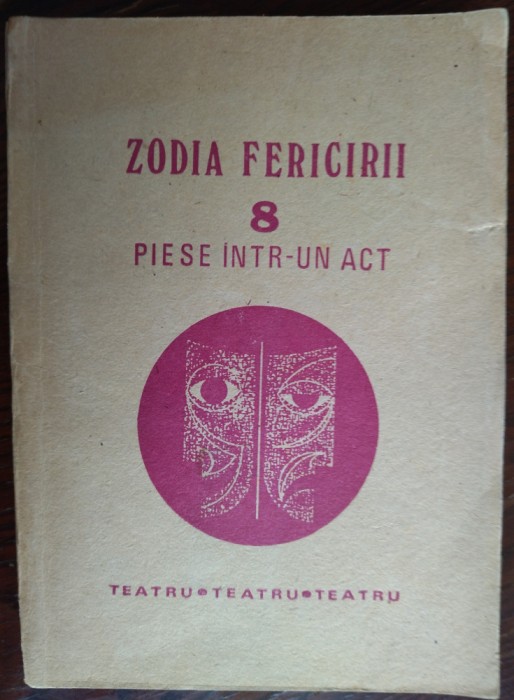 ZODIA FERICIRII
8
PIESE ÎNTR-UN ACT
TEATRU•TEATRU•TEATRU